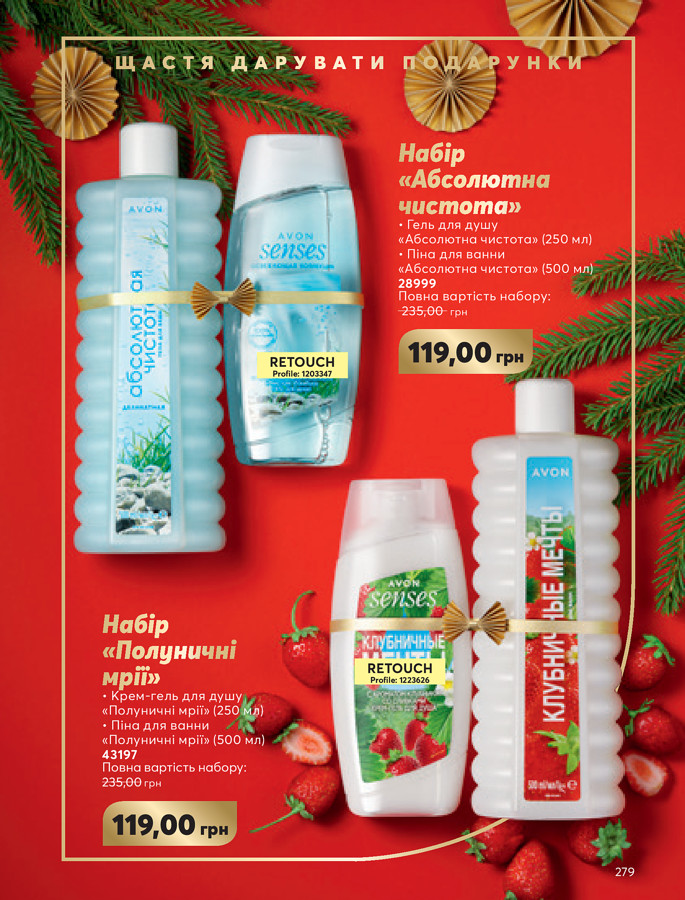 ЩАСТЯ ДАРУВАТИ ПОДАРУНКИ
Набір
«Абсолютна
чистота»
• Гель для душу
«Абсолютна чистота» (250 мл)
• Піна для ванни
«Абсолютна чистота» (500 мл)
28999
Повна вартість набору:
235,00 грн
119,00 грн
AVON
абсолютная
чистота
деликатная
AVON
senses
RETOUCH
Profile: 1203347
AVON
senses
КЛУБНИЧНЫЕ
RETOUCH
Profile: 1223626
AVON
КЛУБНИЧНЫЕ МЕЧТЫ
Набір
«Полуничні
мрії»
• Крем-гель для душу
«Полуничні мрії» (250 мл)
• Піна для ванни
«Полуничні мрії» (500 мл)
43197
Повна вартість набору:
235,00 грн
119,00 грн
279